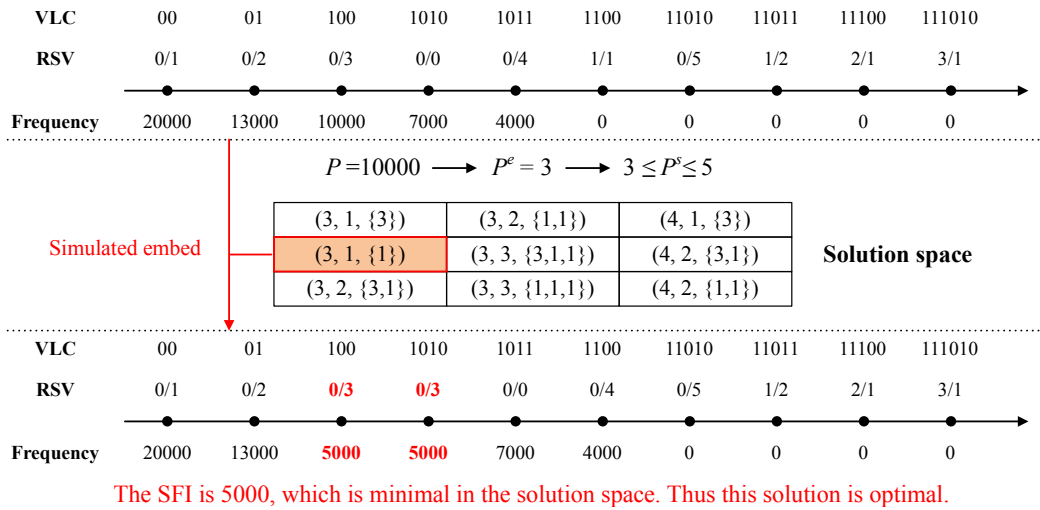 VLC 00 01 100 1010 1011 1100 11010 11011 11100 111010
RSV 0/1 0/2 0/3 0/0 0/4 1/1 0/5 1/2 2/1 3/1
Frequency 20000 13000 10000 7000 4000 0 0 0 0 0
P =10000 → Pᵉ = 3 → 3 ≤ Pˢ ≤ 5
(3, 1, {3}) (3, 2, {1,1}) (4, 1, {3})
Simulated embed (3, 1, {1}) (3, 3, {3,1,1}) (4, 2, {3,1}) Solution space
(3, 2, {3,1}) (3, 3, {1,1,1}) (4, 2, {1,1})
VLC 00 01 100 1010 1011 1100 11010 11011 11100 111010
RSV 0/1 0/2 0/3 0/3 0/0 0/4 0/5 1/2 2/1 3/1
Frequency 20000 13000 5000 5000 7000 4000 0 0 0 0
The SFI is 5000, which is minimal in the solution space. Thus this solution is optimal.